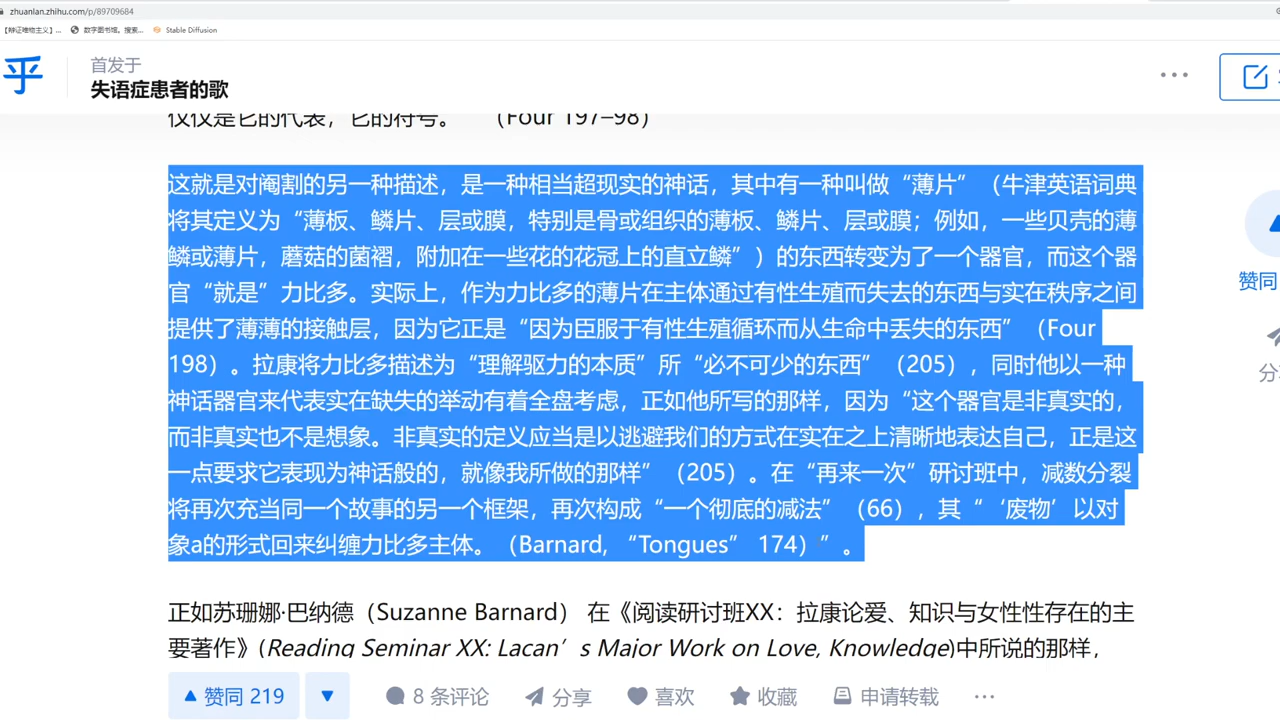 zhuanlan.zhihu.com/p/89709684
【辩证唯物主义】... 数字图书馆。搜索... Stable Diffusion
乎
首发于
失语症患者的歌
仅仅是它的代表，它的符号。 （Four 197–98）
这就是对阉割的另一种描述，是一种相当超现实的神话，其中有一种叫做“薄片”（牛津英语词典
将其定义为“薄板、鳞片、层或膜，特别是骨或组织的薄板、鳞片、层或膜；例如，一些贝壳的薄
鳞或薄片，蘑菇的菌褶，附加在一些花的花冠上的直立鳞”）的东西转变为了一个器官，而这个器
官“就是”力比多。实际上，作为力比多的薄片在主体通过有性生殖而失去的东西与实在秩序之间
提供了薄薄的接触层，因为它正是“因为臣服于有性生殖循环而从生命中丢失的东西”（Four
198）。拉康将力比多描述为“理解驱力的本质”所“必不可少的东西”（205），同时他以一种
神话器官来代表实在缺失的举动有着全盘考虑，正如他所写的那样，因为“这个器官是非真实的，
而非真实也不是想象。非真实的定义应当是以逃避我们的方式在实在之上清晰地表达自己，正是这
一点要求它表现为神话般的，就像我所做的那样”（205）。在“再来一次”研讨班中，减数分裂
将再次充当同一个故事的另一个框架，再次构成“一个彻底的减法”（66），其“‘废物’以对
象a的形式回来纠缠力比多主体。（Barnard, “Tongues” 174）”。
正如苏珊娜·巴纳德（Suzanne Barnard） 在《阅读研讨班XX：拉康论爱、知识与女性性存在的主
要著作》(Reading Seminar XX: Lacan’s Major Work on Love, Knowledge)中所说的那样，
赞同
赞同 219 8 条评论 分享 喜欢 收藏 申请转载 ···